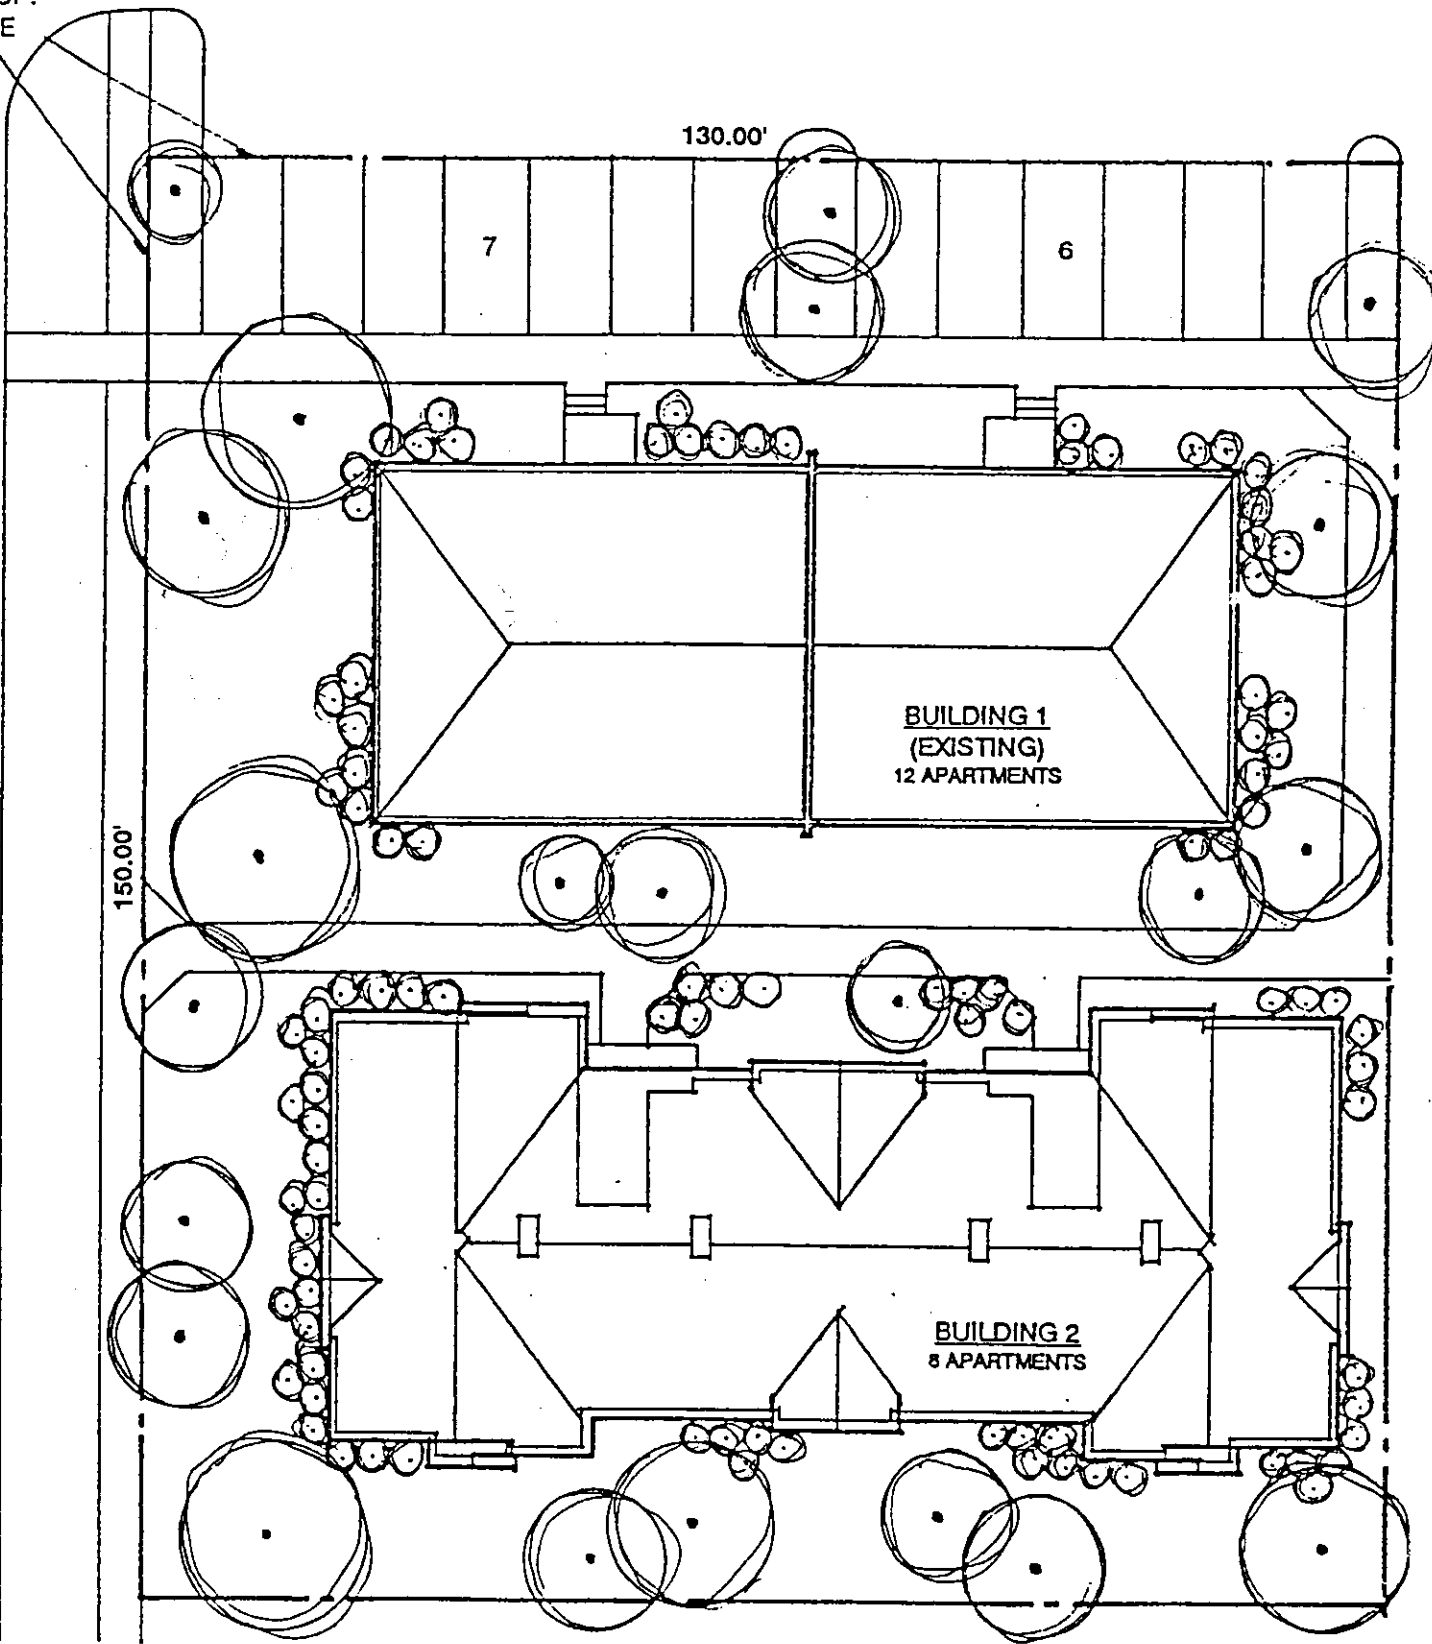 E
130.00'
7
6
BUILDING 1
(EXISTING)
12 APARTMENTS
150.00'
BUILDING 2
8 APARTMENTS